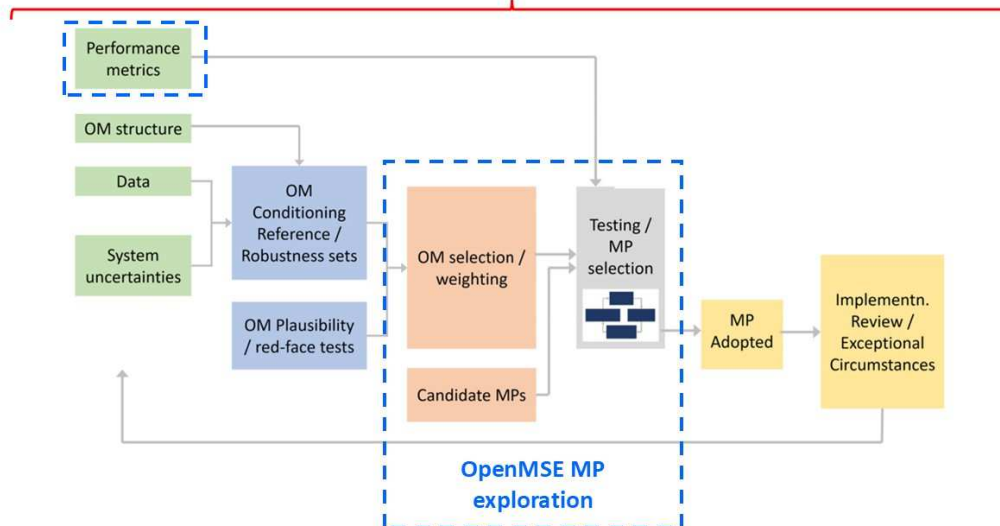 Performance
metrics
OM structure
Data
System
uncertainties
OM
Conditioning
Reference /
Robustness sets
OM Plausibility
/ red-face tests
OM selection /
weighting
Candidate MPs
Testing /
MP
selection
MP
Adopted
Implementn.
Review /
Exceptional
Circumstances
OpenMSE MP
exploration